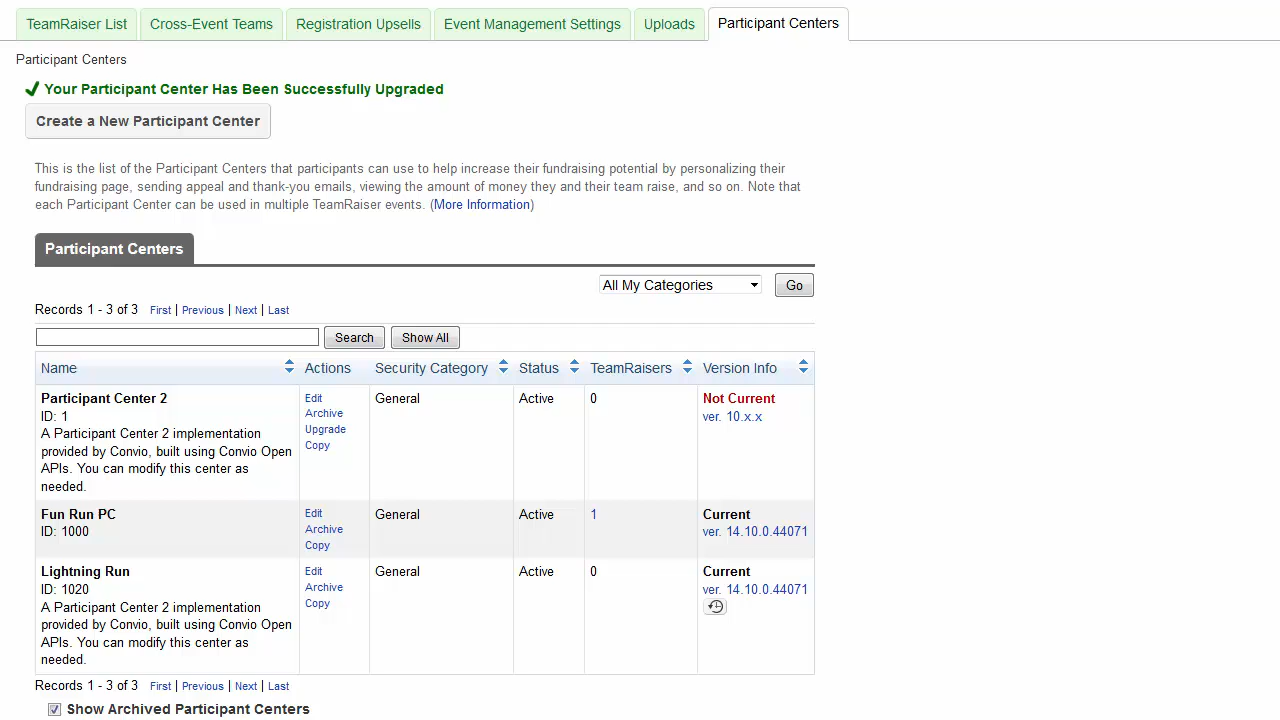 TeamRaiser List Cross-Event Teams Registration Upsells Event Management Settings Uploads Participant Centers
Participant Centers
Your Participant Center Has Been Successfully Upgraded
Create a New Participant Center
This is the list of the Participant Centers that participants can use to help increase their fundraising potential by personalizing their
fundraising page, sending appeal and thank-you emails, viewing the amount of money they and their team raise, and so on. Note that
each Participant Center can be used in multiple TeamRaiser events. (More Information)
Participant Centers
All My Categories Go
Records 1 - 3 of 3 First | Previous | Next | Last
Search Show All
Name Actions Security Category Status TeamRaisers Version Info
Participant Center 2 Edit General Active 0 Not Current
ID: 1 Archive ver. 10.x.x
A Participant Center 2 implementation Upgrade
provided by Convio, built using Convio Open Copy
APIs. You can modify this center as
needed.
Fun Run PC Edit General Active 1 Current
ID: 1000 Archive ver. 14.10.0.44071
Copy
Lightning Run Edit General Active 0 Current
ID: 1020 Archive ver. 14.10.0.44071
A Participant Center 2 implementation Copy
provided by Convio, built using Convio Open
APIs. You can modify this center as
needed.
Records 1 - 3 of 3 First | Previous | Next | Last
Show Archived Participant Centers